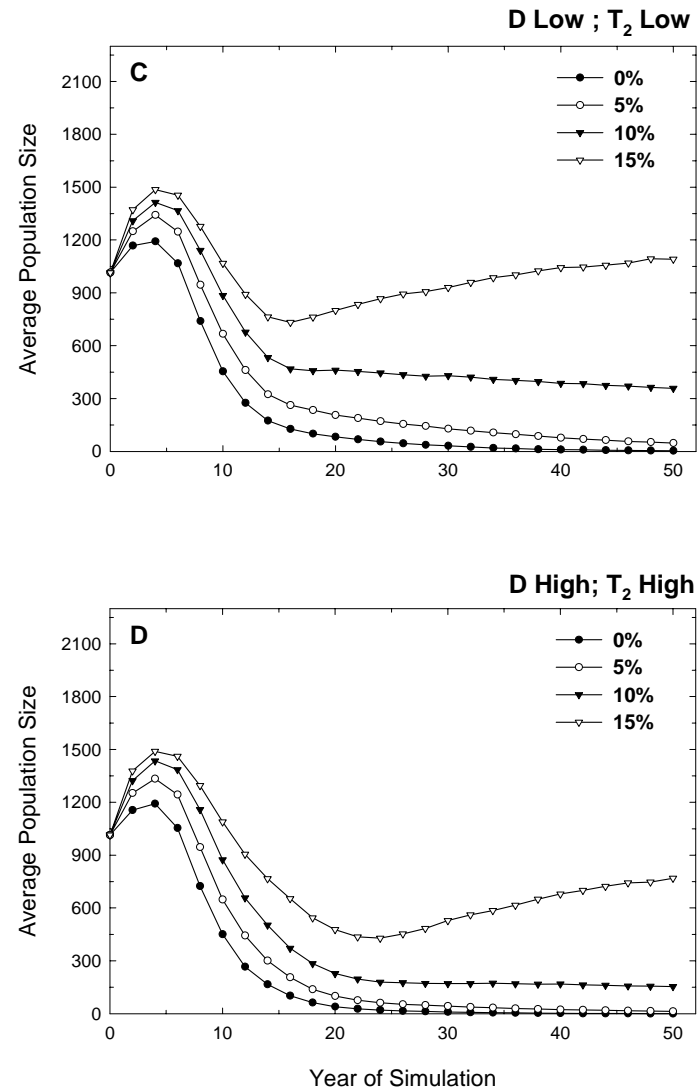 D Low ; T2 Low
C
0%
5%
10%
15%
2100
1800
1500
1200
900
600
300
0
Average Population Size
0 10 20 30 40 50
D High; T2 High
D
0%
5%
10%
15%
2100
1800
1500
1200
900
600
300
0
Average Population Size
0 10 20 30 40 50
Year of Simulation